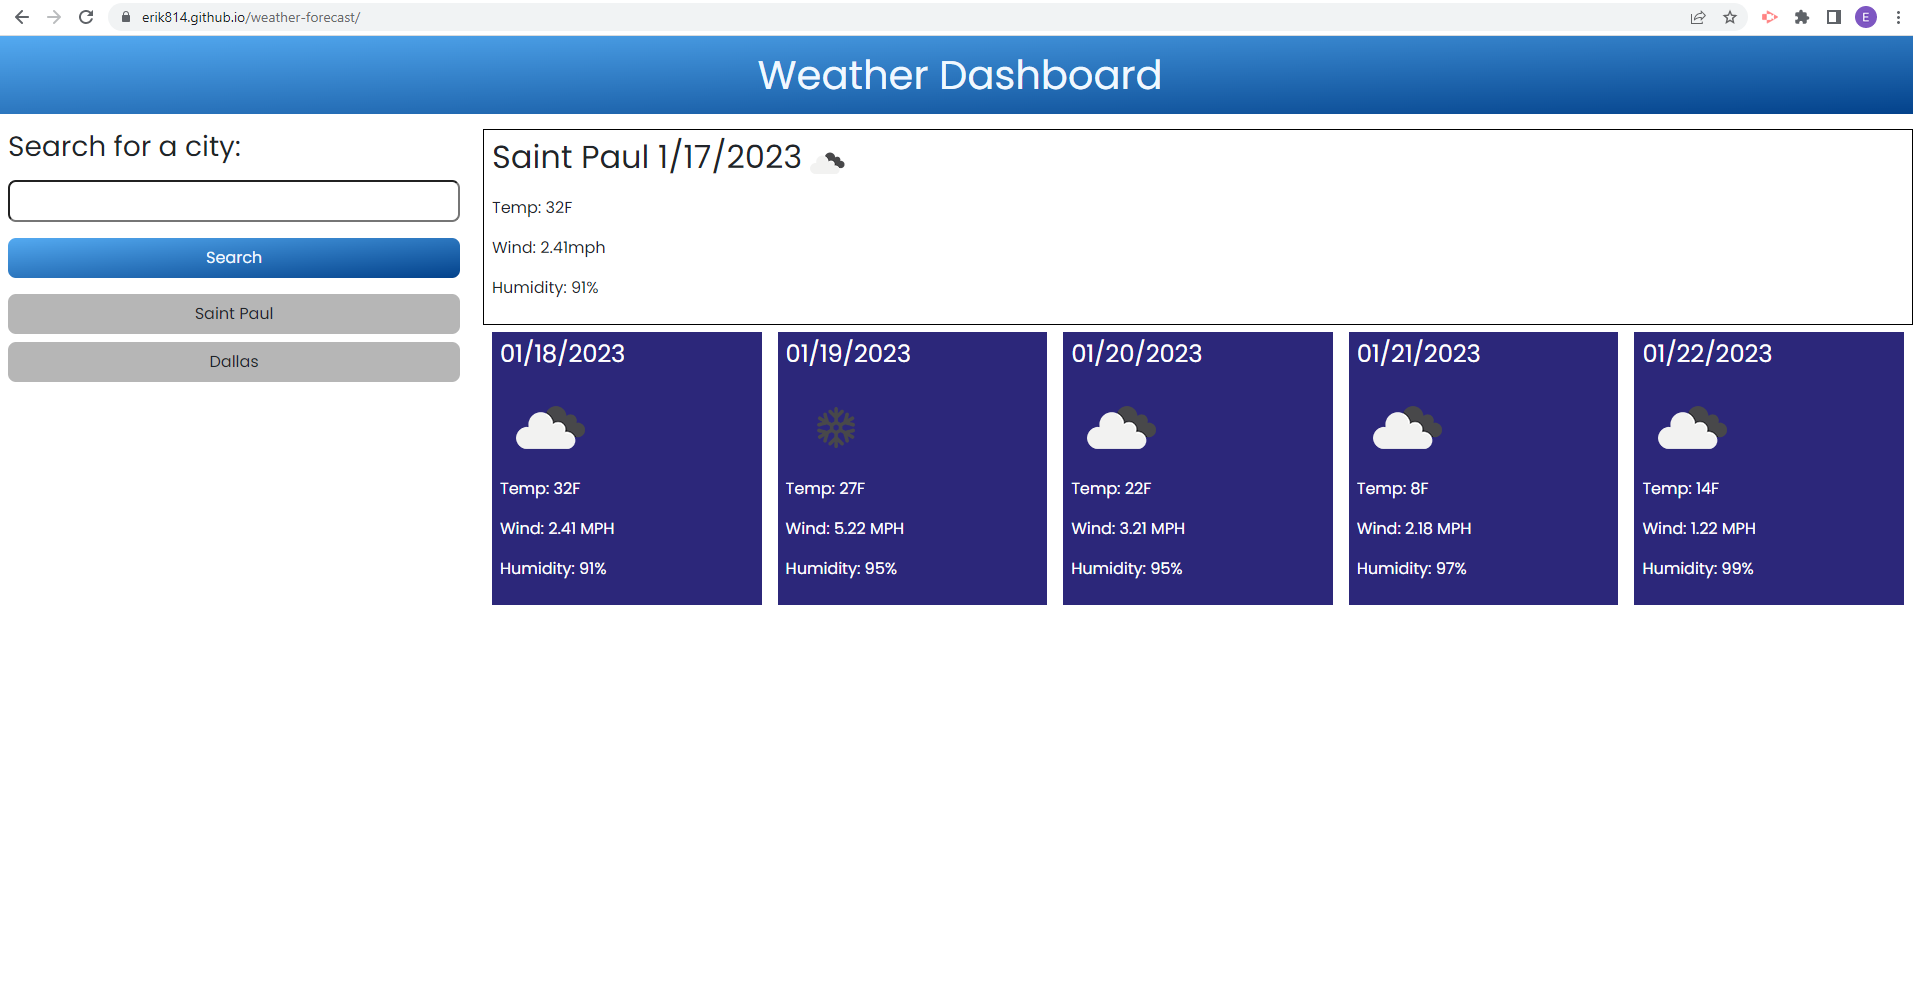 erik814.github.io/weather-forecast/
E
Weather Dashboard
Search for a city:
Search
Saint Paul
Dallas
Saint Paul 1/17/2023
Temp: 32F
Wind: 2.41mph
Humidity: 91%
01/18/2023
Temp: 32F
Wind: 2.41 MPH
Humidity: 91%
01/19/2023
Temp: 27F
Wind: 5.22 MPH
Humidity: 95%
01/20/2023
Temp: 22F
Wind: 3.21 MPH
Humidity: 95%
01/21/2023
Temp: 8F
Wind: 2.18 MPH
Humidity: 97%
01/22/2023
Temp: 14F
Wind: 1.22 MPH
Humidity: 99%